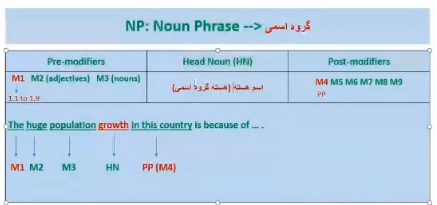 NP: Noun Phrase --> گروه اسمی
Pre-modifiers
Head Noun (HN)
Post-modifiers
M1 M2 (adjectives) M3 (nouns)
1.1 to 1.9
اسم هسته (هسته گروه اسمی)
M4 M5 M6 M7 M8 M9
PP
The huge population growth in this country is because of ... .
M1 M2 M3 HN PP (M4)